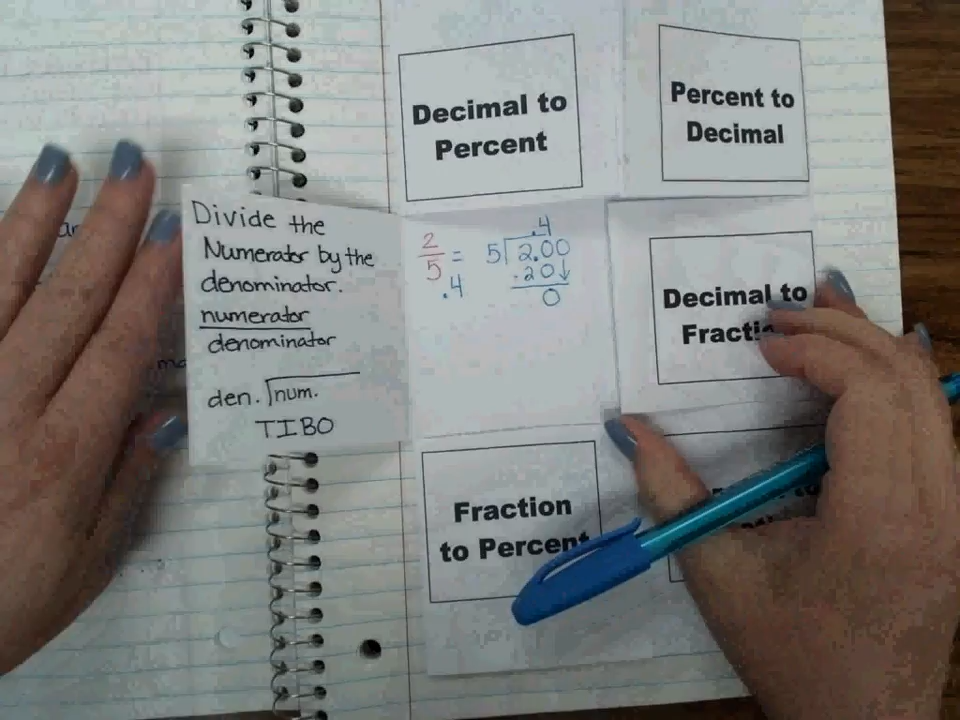 Decimal to
Percent
Percent to
Decimal
Divide the
Numerator by the
denominator.
numerator
denominator
den. num.
TIBO
2
5 =
.4
.4
5 2.00
-20↓
0
Decimal to
Fraction
to Percent